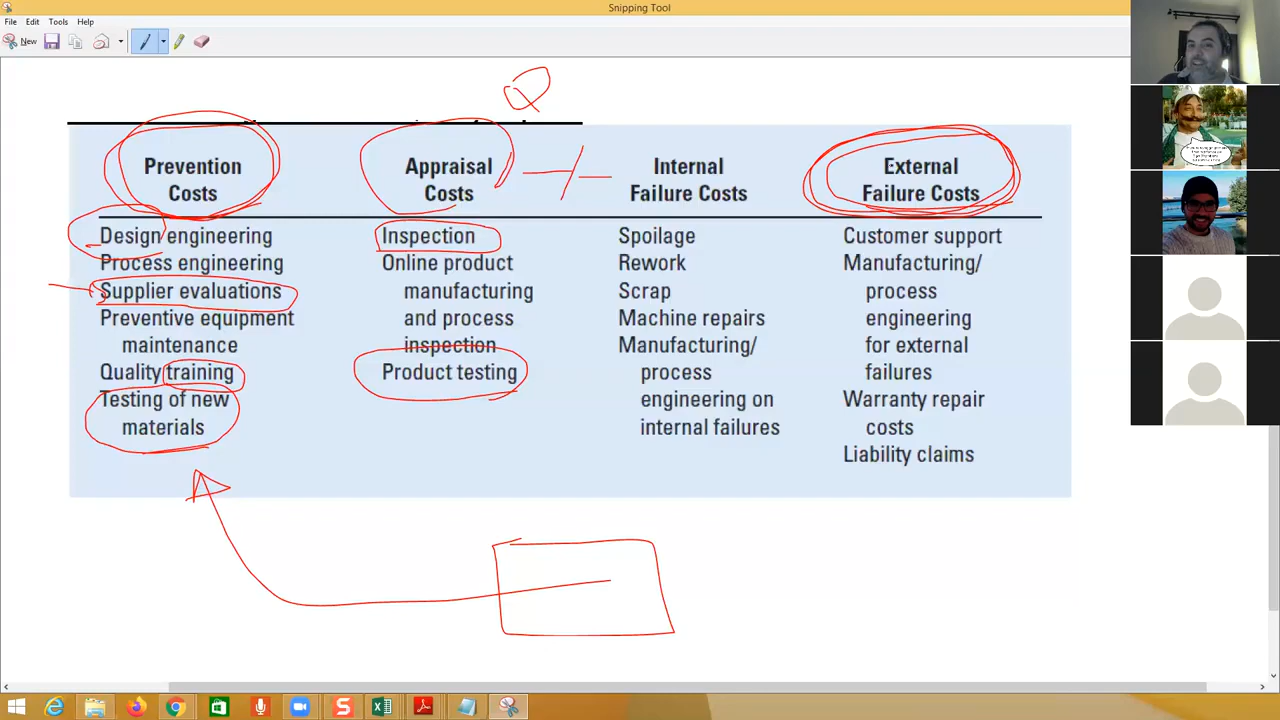 Snipping Tool
File Edit Tools Help
New
Q
Prevention Costs
Appraisal Costs
Internal Failure Costs
External Failure Costs
Design engineering
Process engineering
Supplier evaluations
Preventive equipment
maintenance
Quality training
Testing of new
materials
Inspection
Online product
manufacturing
and process
inspection
Product testing
Spoilage
Rework
Scrap
Machine repairs
Manufacturing/
process
engineering on
internal failures
Customer support
Manufacturing/
process
engineering
for external
failures
Warranty repair
costs
Liability claims